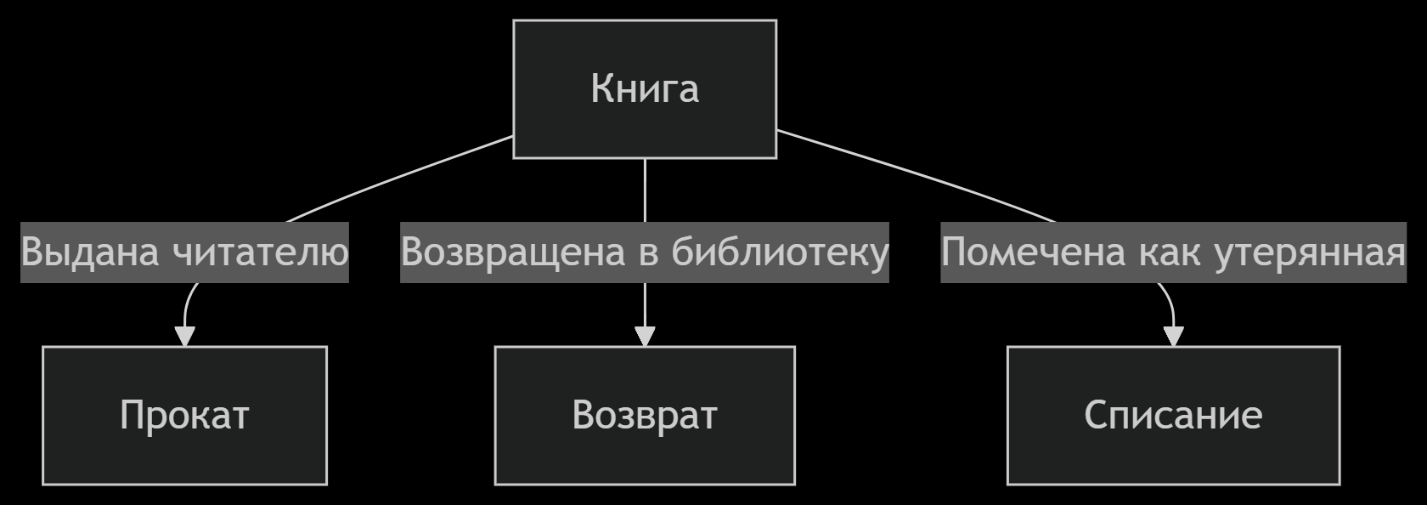 Книга
Выдана читателю
Возвращена в библиотеку
Помечена как утерянная
Прокат
Возврат
Списание